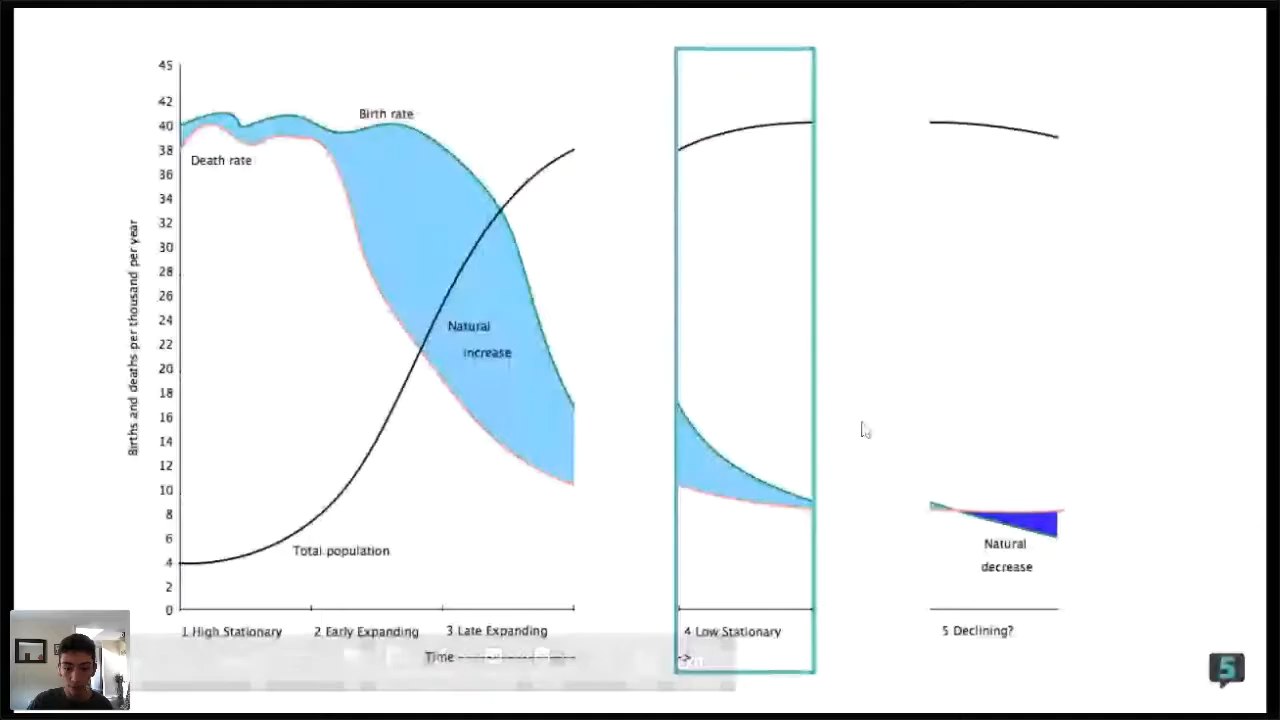 45
42
40
38
36
34
32
30
28
26
24
22
20
18
16
14
12
10
8
6
4
2
0
Births and deaths per thousand per year
Birth rate
Death rate
Natural
increase
Total population
Natural
decrease
1 High Stationary
2 Early Expanding
3 Late Expanding
4 Low Stationary
5 Declining?
Time
5